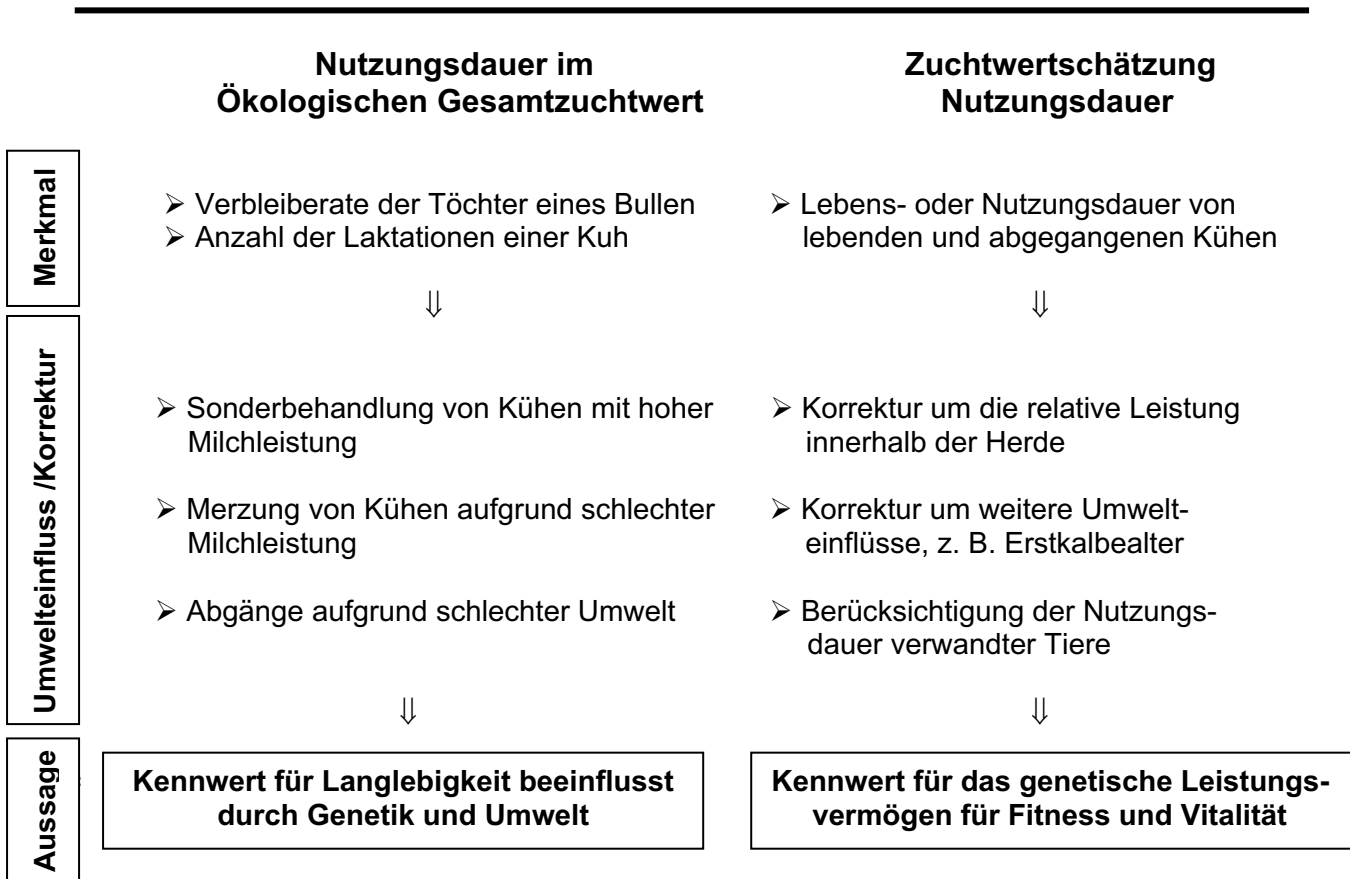 Nutzungsdauer im
Ökologischen Gesamtzuchtwert
Zuchtwertschätzung
Nutzungsdauer
Merkmal
➢ Verbleiberate der Töchter eines Bullen
➢ Anzahl der Laktationen einer Kuh
⇓
➢ Lebens- oder Nutzungsdauer von
lebenden und abgegangenen Kühen
⇓
Umwelteinfluss /Korrektur
➢ Sonderbehandlung von Kühen mit hoher
Milchleistung
➢ Merzung von Kühen aufgrund schlechter
Milchleistung
➢ Abgänge aufgrund schlechter Umwelt
⇓
➢ Korrektur um die relative Leistung
innerhalb der Herde
➢ Korrektur um weitere Umwelt-
einflüsse, z. B. Erstkalbealter
➢ Berücksichtigung der Nutzungs-
dauer verwandter Tiere
⇓
Aussage
Kennwert für Langlebigkeit beeinflusst
durch Genetik und Umwelt
Kennwert für das genetische Leistungs-
vermögen für Fitness und Vitalität